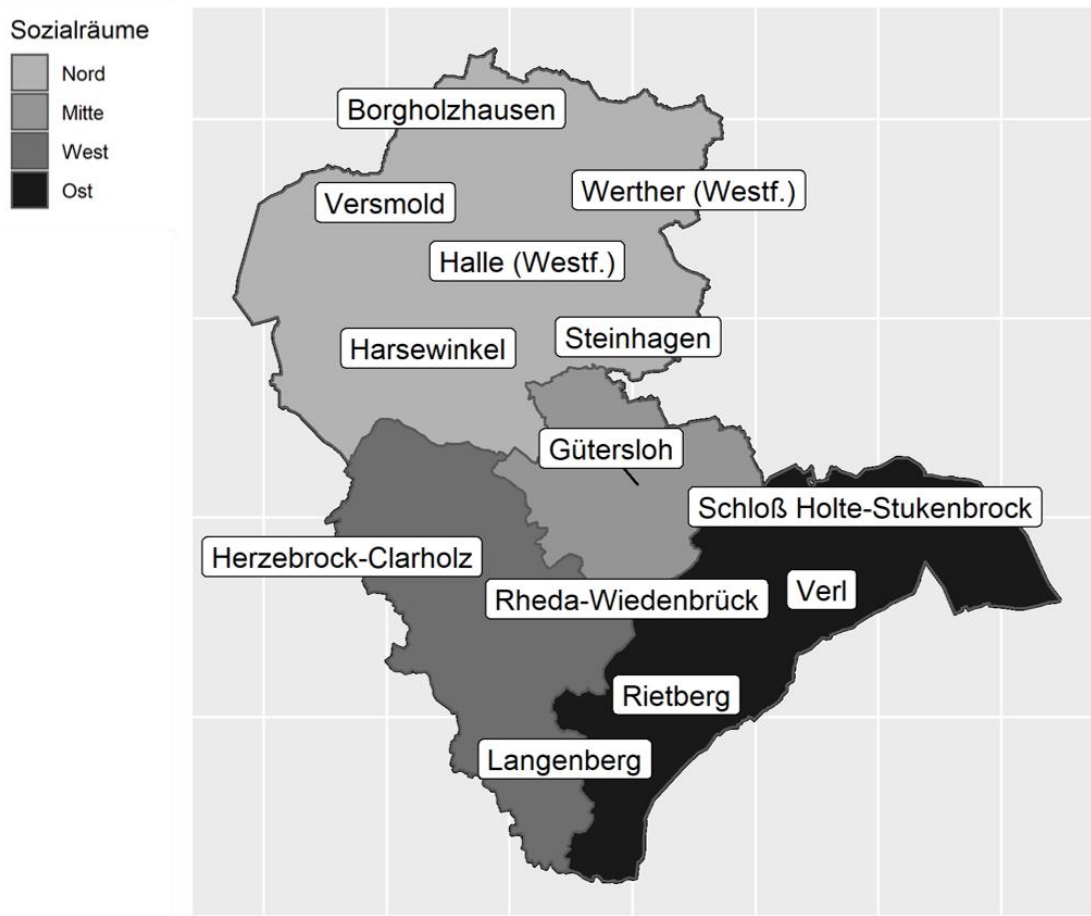 Sozialräume
Nord
Mitte
West
Ost
Borgholzhausen
Werther (Westf.)
Versmold
Halle (Westf.)
Steinhagen
Harsewinkel
Gütersloh
Schloß Holte-Stukenbrock
Herzebrock-Clarholz
Verl
Rheda-Wiedenbrück
Rietberg
Langenberg